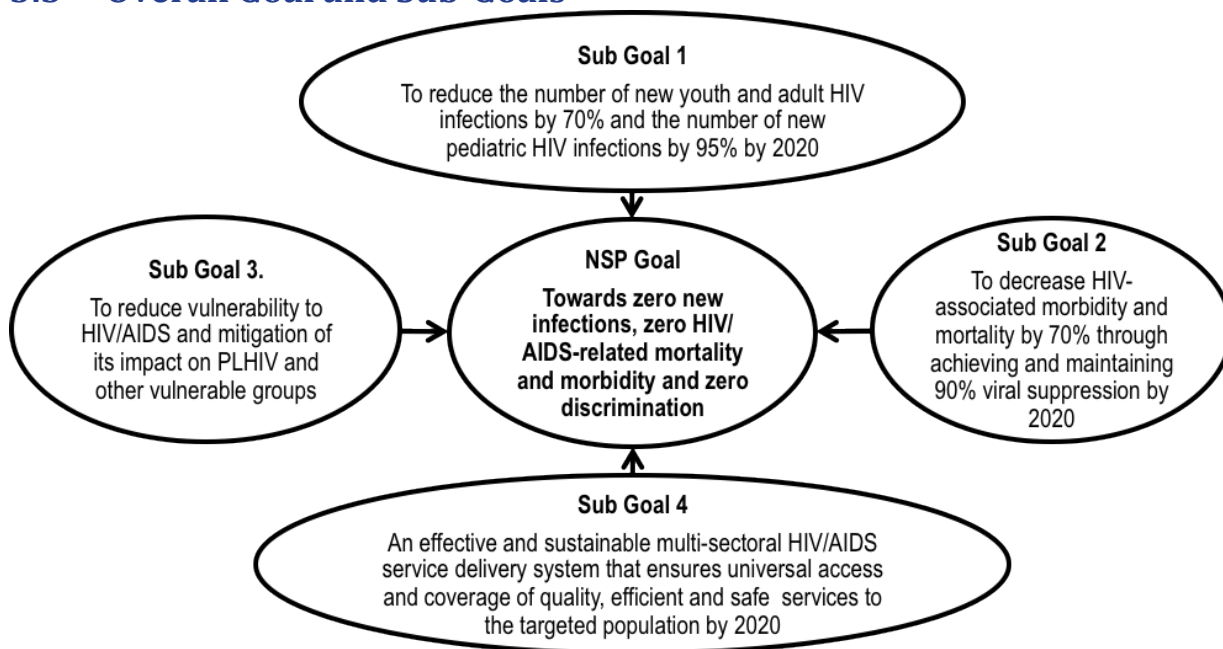 Overall Goal and Sub-Goals
Sub Goal 1
To reduce the number of new youth and adult HIV
infections by 70% and the number of new
pediatric HIV infections by 95% by 2020
Sub Goal 3.
To reduce vulnerability to
HIV/AIDS and mitigation of
its impact on PLHIV and
other vulnerable groups
NSP Goal
Towards zero new
infections, zero HIV/
AIDS-related mortality
and morbidity and zero
discrimination
Sub Goal 2
To decrease HIV-
associated morbidity and
mortality by 70% through
achieving and maintaining
90% viral suppression by
2020
Sub Goal 4
An effective and sustainable multi-sectoral HIV/AIDS
service delivery system that ensures universal access
and coverage of quality, efficient and safe services to
the targeted population by 2020